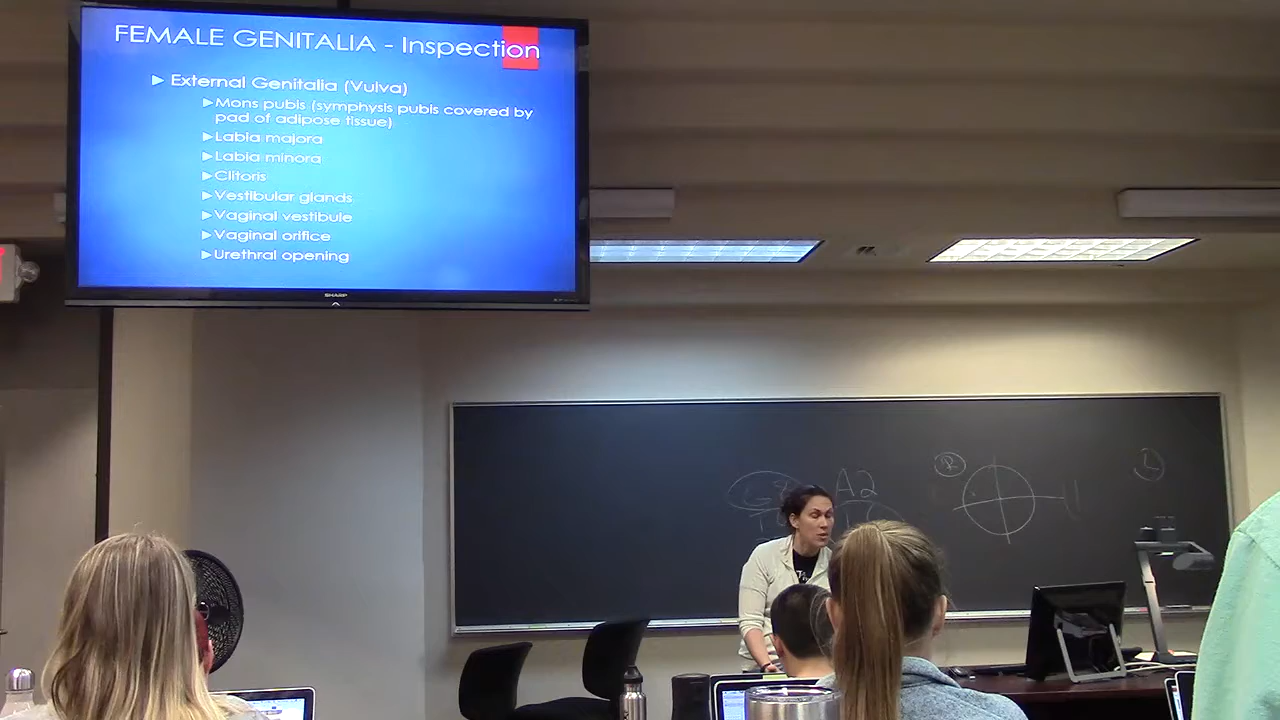 FEMALE GENITALIA - Inspection
► External Genitalia (Vulva)
►Mons pubis (symphysis pubis covered by
pad of adipose tissue)
►Labia majora
►Labia minora
►Clitoris
►Vestibular glands
►Vaginal vestibule
►Vaginal orifice
►Urethral opening
SHARP
A2
R
L